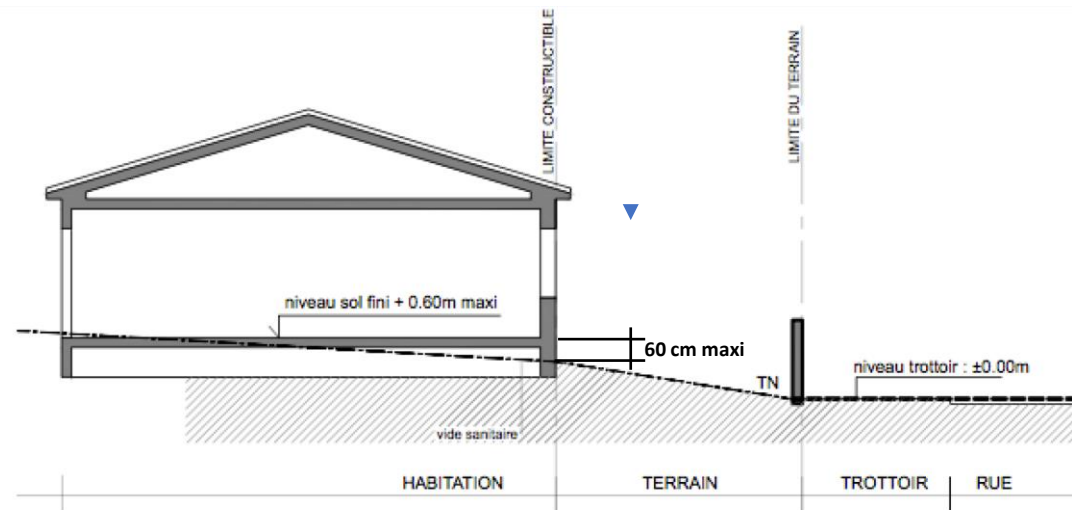 LIMITE CONSTRUCTIBLE
LIMITE DU TERRAIN
niveau sol fini + 0.60m maxi
60 cm maxi
niveau trottoir : ±0.00m
TN
vide sanitaire
HABITATION
TERRAIN
TROTTOIR
RUE